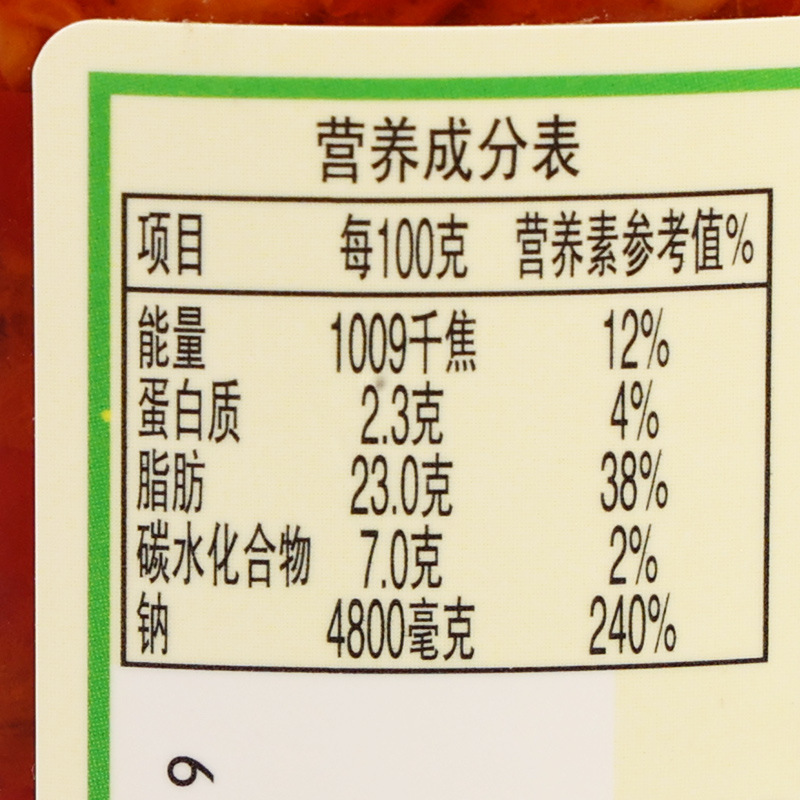 营养成分表
项目 每100克 营养素参考值%
能量 1009千焦 12%
蛋白质 2.3克 4%
脂肪 23.0克 38%
碳水化合物 7.0克 2%
钠 4800毫克 240%
9